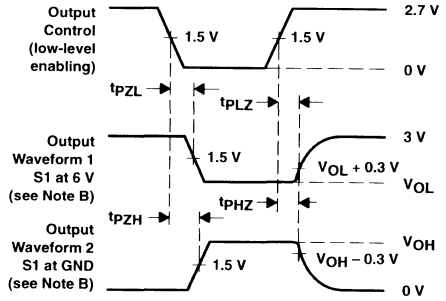 Output
Control
(low-level
enabling)
1.5 V
1.5 V
2.7 V
0 V
tPZL
tPLZ
Output
Waveform 1
S1 at 6 V
(see Note B)
1.5 V
3 V
VOL + 0.3 V
VOL
tPZH
tPHZ
Output
Waveform 2
S1 at GND
(see Note B)
1.5 V
VOH
VOH − 0.3 V
0 V